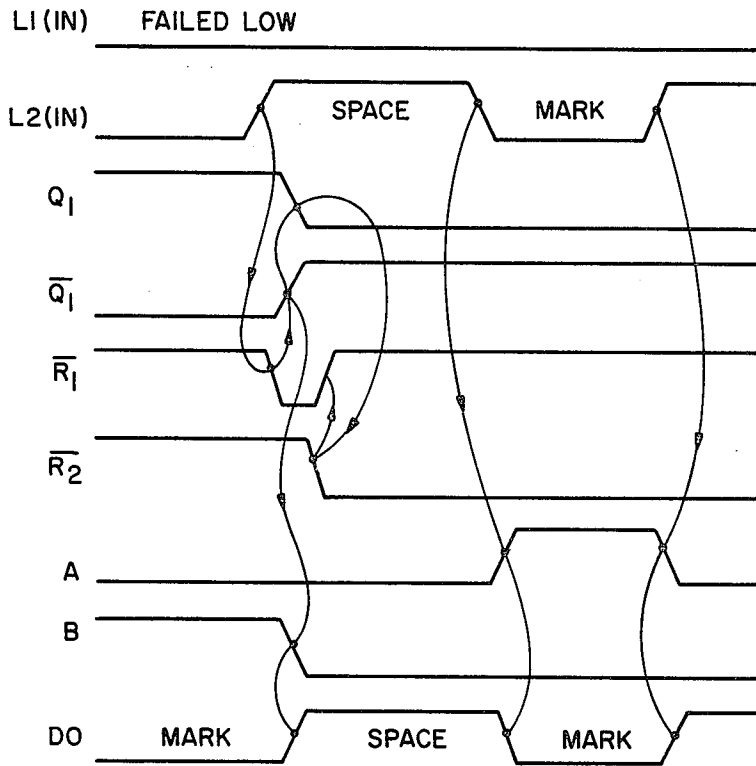 L1(IN) FAILED LOW
L2(IN) SPACE MARK
Q1
Q̅1̅
R̅1̅
R̅2̅
A
B
DO MARK SPACE MARK